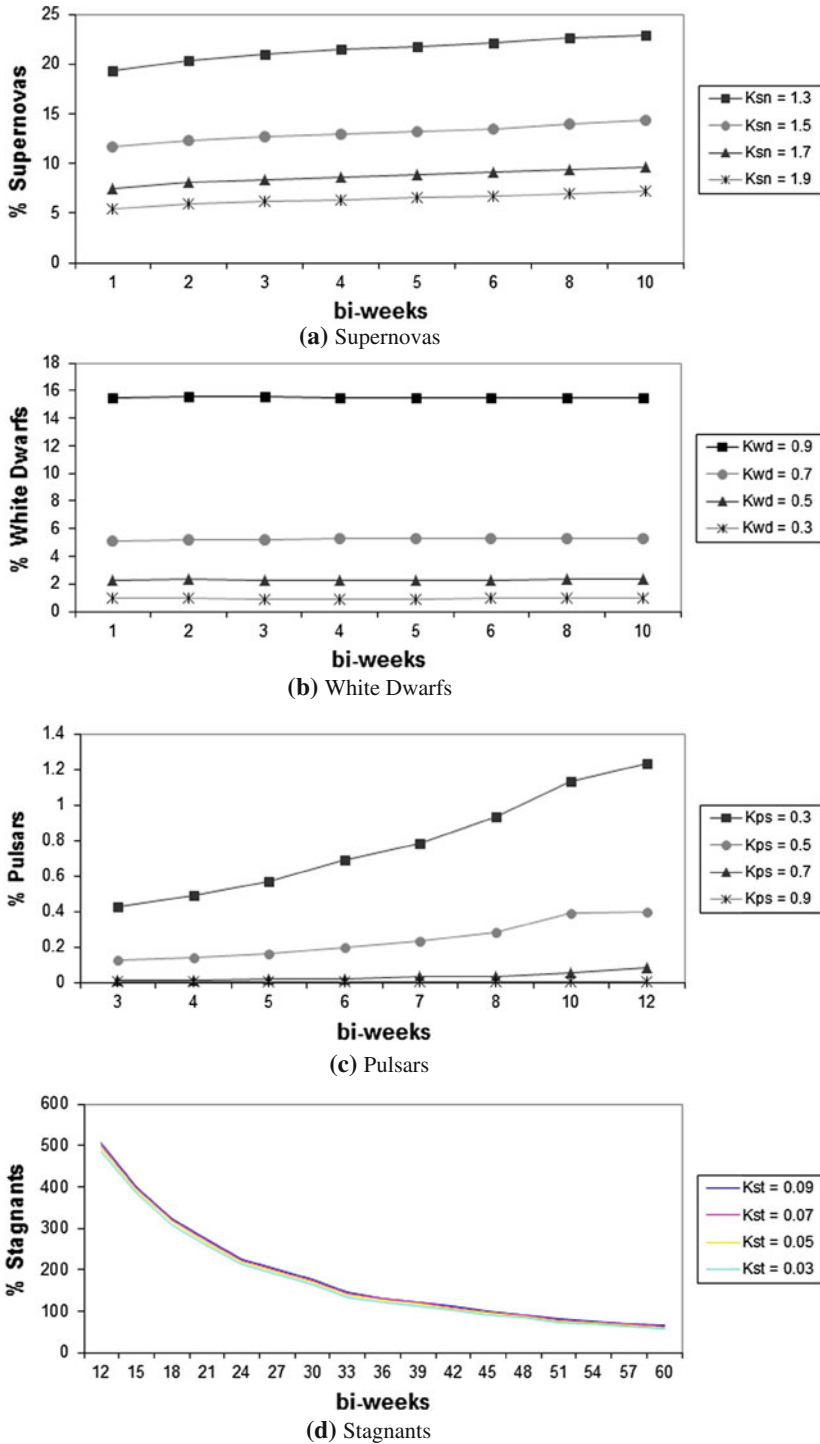 25
20
15
10
5
0
% Supernovas
1 2 3 4 5 6 8 10
bi-weeks
Ksn = 1.3
Ksn = 1.5
Ksn = 1.7
Ksn = 1.9
(a) Supernovas
18
16
14
12
10
8
6
4
2
0
% White Dwarfs
1 2 3 4 5 6 8 10
bi-weeks
Kwd = 0.9
Kwd = 0.7
Kwd = 0.5
Kwd = 0.3
(b) White Dwarfs
1.4
1.2
1
0.8
0.6
0.4
0.2
0
% Pulsars
3 4 5 6 7 8 10 12
bi-weeks
Kps = 0.3
Kps = 0.5
Kps = 0.7
Kps = 0.9
(c) Pulsars
600
500
400
300
200
100
0
% Stagnants
12 15 18 21 24 27 30 33 36 39 42 45 48 51 54 57 60
bi-weeks
Kst = 0.09
Kst = 0.07
Kst = 0.05
Kst = 0.03
(d) Stagnants